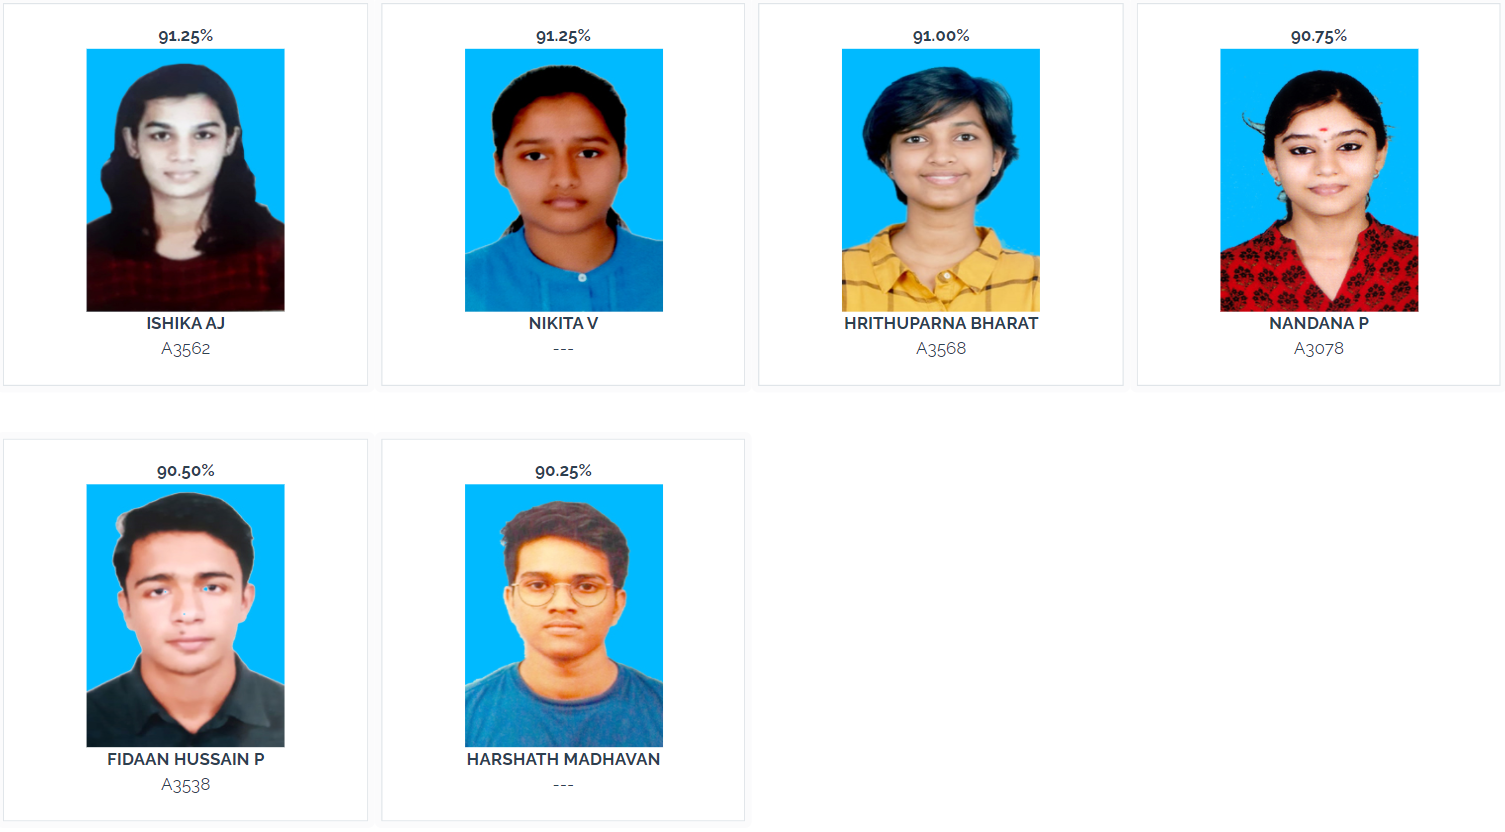 91.25%
ISHIKA AJ
A3562
91.25%
NIKITA V
---
91.00%
HRITHUPARNA BHARAT
A3568
90.75%
NANDANA P
A3078
90.50%
FIDAAN HUSSAIN P
A3538
90.25%
HARSHATH MADHAVAN
---